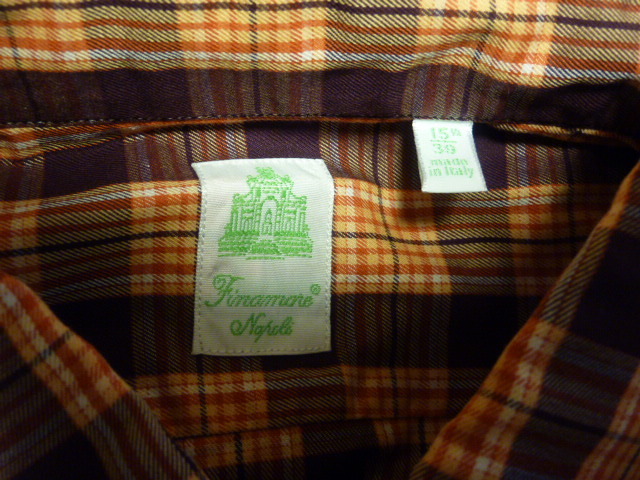 Finamore®
Napoli
15½
39
made
in Italy